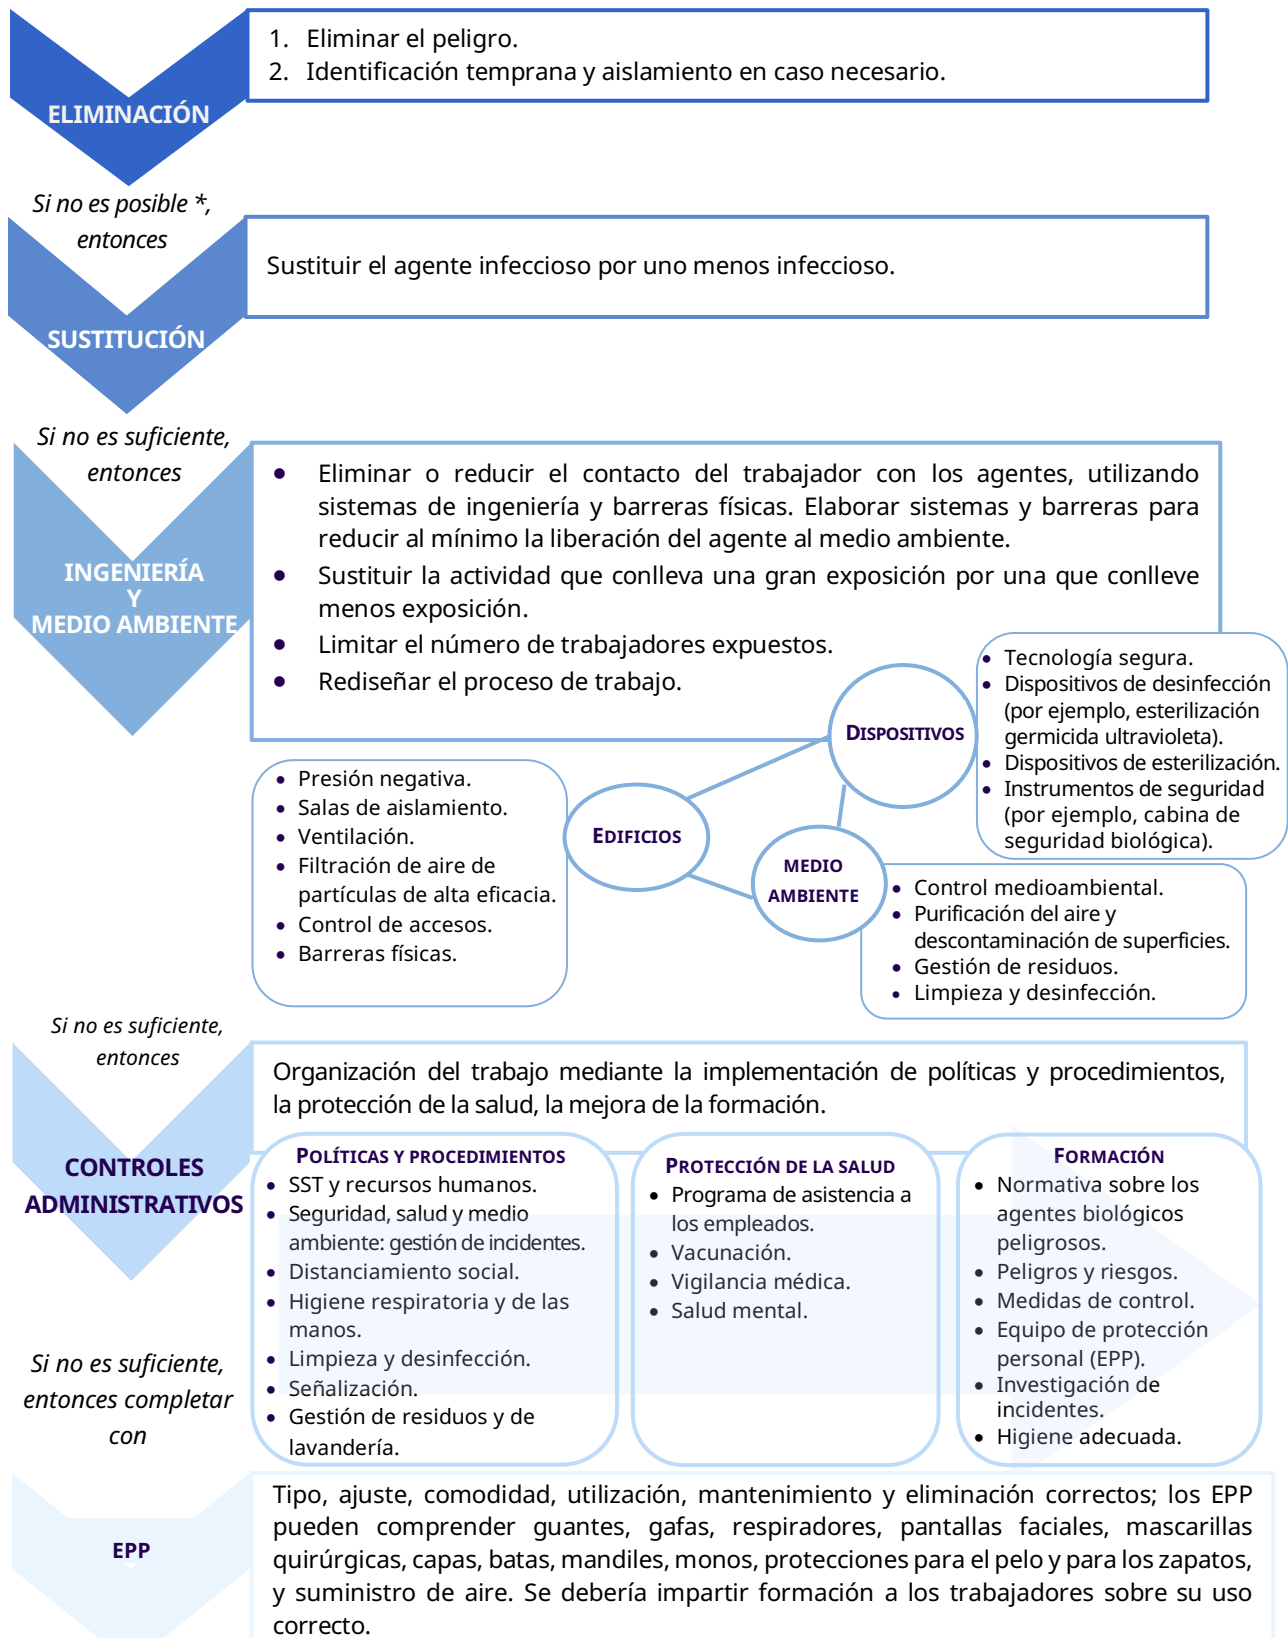 1. Eliminar el peligro.
2. Identificación temprana y aislamiento en caso necesario.
ELIMINACIÓN
Si no es posible *,
entonces
Sustituir el agente infeccioso por uno menos infeccioso.
SUSTITUCIÓN
Si no es suficiente,
entonces
• Eliminar o reducir el contacto del trabajador con los agentes, utilizando
sistemas de ingeniería y barreras físicas. Elaborar sistemas y barreras para
reducir al mínimo la liberación del agente al medio ambiente.
• Sustituir la actividad que conlleva una gran exposición por una que conlleve
menos exposición.
• Limitar el número de trabajadores expuestos.
• Rediseñar el proceso de trabajo.
INGENIERÍA
Y
MEDIO AMBIENTE
DISPOSITIVOS
• Tecnología segura.
• Dispositivos de desinfección
(por ejemplo, esterilización
germicida ultravioleta).
• Dispositivos de esterilización.
• Instrumentos de seguridad
(por ejemplo, cabina de
seguridad biológica).
• Presión negativa.
• Salas de aislamiento.
• Ventilación.
• Filtración de aire de
partículas de alta eficacia.
• Control de accesos.
• Barreras físicas.
EDIFICIOS
MEDIO
AMBIENTE
• Control medioambiental.
• Purificación del aire y
descontaminación de superficies.
• Gestión de residuos.
• Limpieza y desinfección.
Si no es suficiente,
entonces
Organización del trabajo mediante la implementación de políticas y procedimientos,
la protección de la salud, la mejora de la formación.
CONTROLES
ADMINISTRATIVOS
POLÍTICAS Y PROCEDIMIENTOS
• SST y recursos humanos.
• Seguridad, salud y medio
ambiente: gestión de incidentes.
• Distanciamiento social.
• Higiene respiratoria y de las
manos.
• Limpieza y desinfección.
• Señalización.
• Gestión de residuos y de
lavandería.
PROTECCIÓN DE LA SALUD
• Programa de asistencia a
los empleados.
• Vacunación.
• Vigilancia médica.
• Salud mental.
FORMACIÓN
• Normativa sobre los
agentes biológicos
peligrosos.
• Peligros y riesgos.
• Medidas de control.
• Equipo de protección
personal (EPP).
• Investigación de
incidentes.
• Higiene adecuada.
Si no es suficiente,
entonces completar
con
EPP
Tipo, ajuste, comodidad, utilización, mantenimiento y eliminación correctos; los EPP
pueden comprender guantes, gafas, respiradores, pantallas faciales, mascarillas
quirúrgicas, capas, batas, mandiles, monos, protecciones para el pelo y para los zapatos,
y suministro de aire. Se debería impartir formación a los trabajadores sobre su uso
correcto.